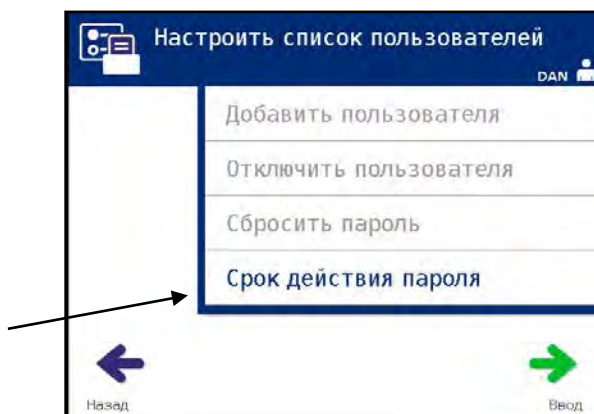 Настроить список пользователей
DAN
Добавить пользователя
Отключить пользователя
Сбросить пароль
Срок действия пароля
Назад
Ввод